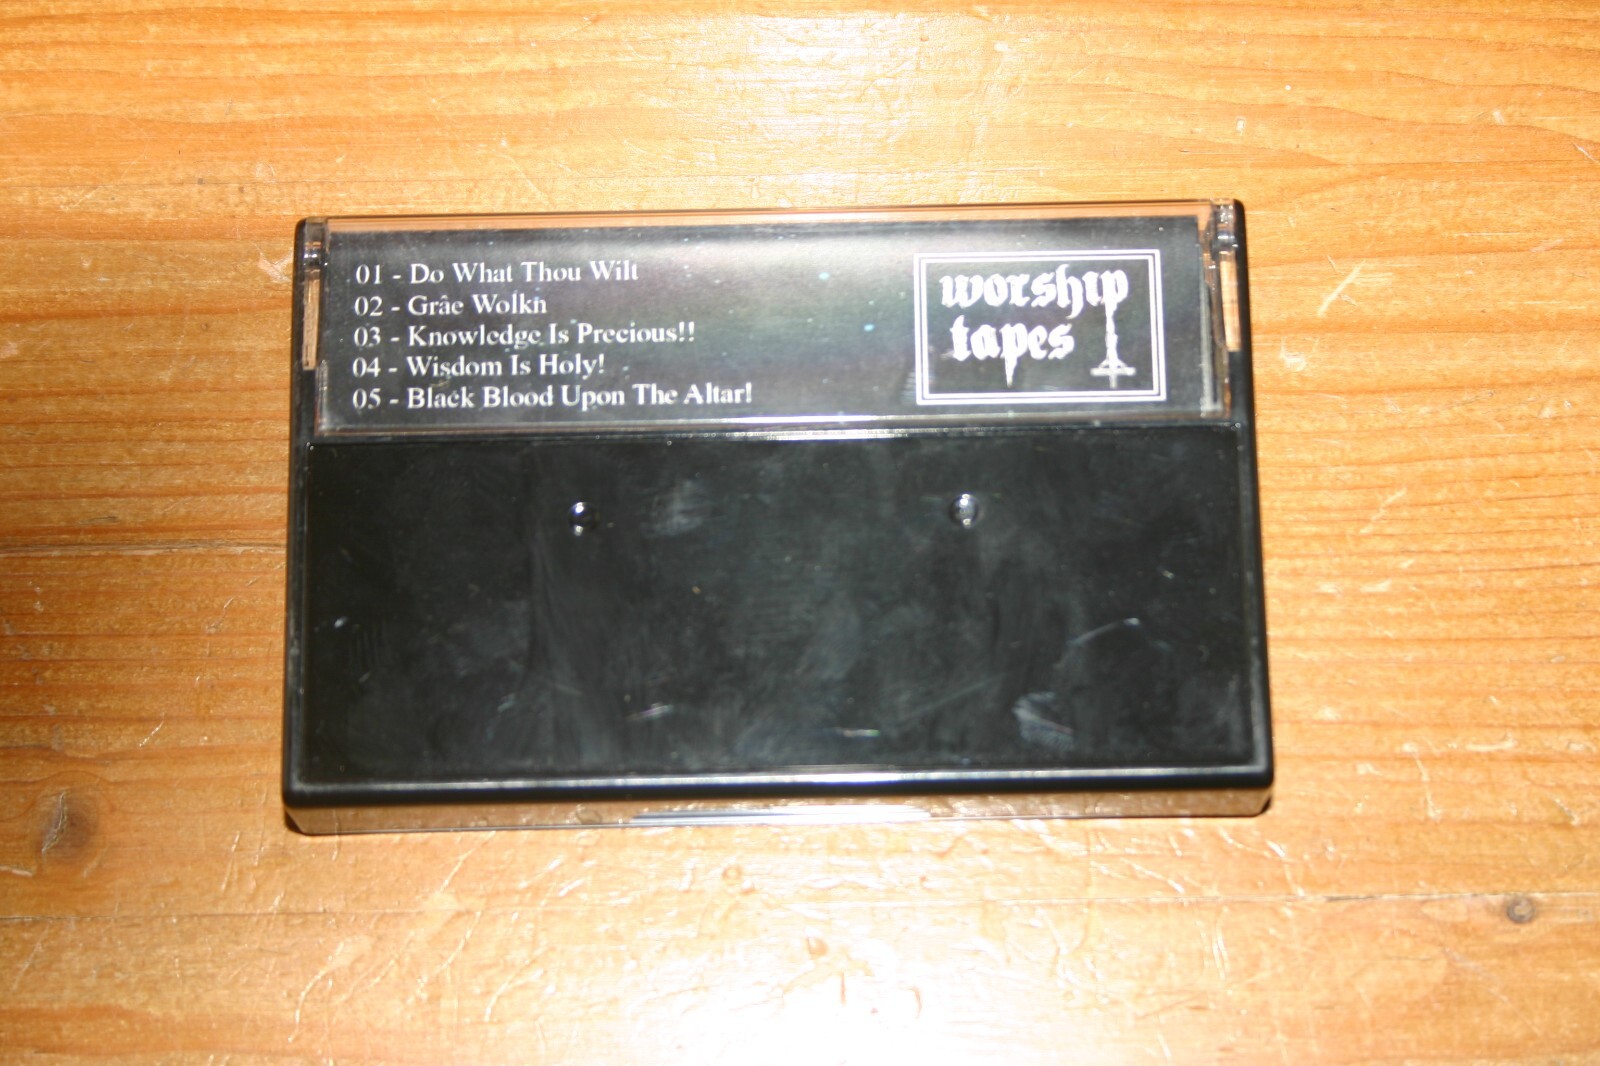 01 - Do What Thou Wilt
02 - Grâe Wolkn
03 - Knowledge Is Precious!!
04 - Wisdom Is Holy!
05 - Black Blood Upon The Altar!
worship
tapes